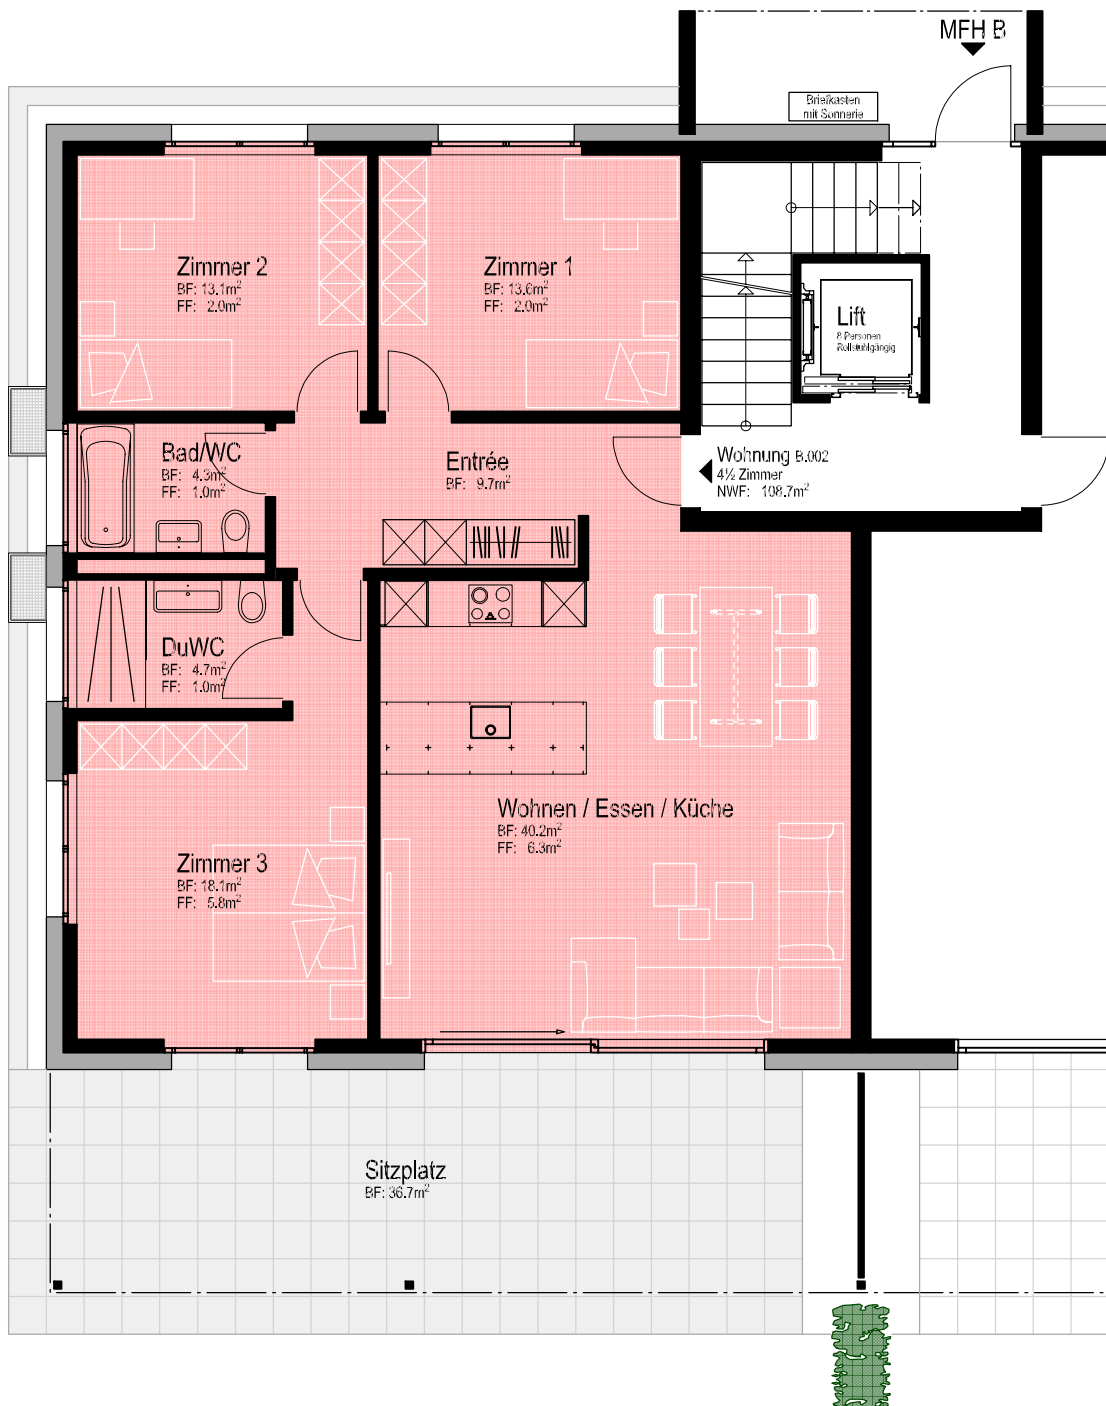 MFH B
Briefkasten
mit Sonnerie
Zimmer 2
BF: 13.1m²
FF: 2.0m²
Zimmer 1
BF: 13.6m²
FF: 2.0m²
Lift
8 Personen
Rollstuhlgängig
Bad/WC
BF: 4.3m²
FF: 1.0m²
Entrée
BF: 9.7m²
Wohnung B.002
4½ Zimmer
NWF: 108.7m²
DuWC
BF: 4.7m²
FF: 1.0m²
Wohnen / Essen / Küche
BF: 40.2m²
FF: 6.3m²
Zimmer 3
BF: 18.1m²
FF: 5.8m²
Sitzplatz
BF: 36.7m²